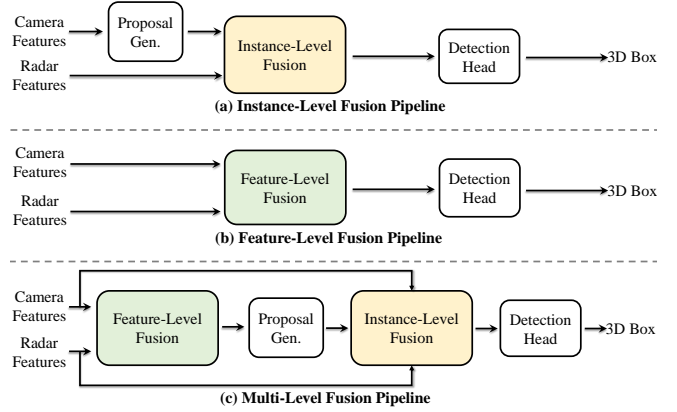 Camera
Features
Proposal
Gen.
Radar
Features
Instance-Level
Fusion
Detection
Head
3D Box
(a) Instance-Level Fusion Pipeline
Camera
Features
Radar
Features
Feature-Level
Fusion
Detection
Head
3D Box
(b) Feature-Level Fusion Pipeline
Camera
Features
Radar
Features
Feature-Level
Fusion
Proposal
Gen.
Instance-Level
Fusion
Detection
Head
3D Box
(c) Multi-Level Fusion Pipeline